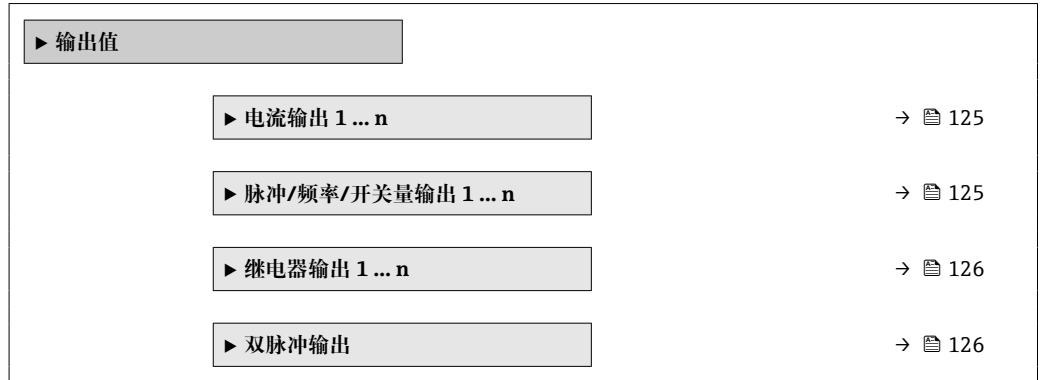 ▶ 输出值
▶ 电流输出 1 ... n → 125
▶ 脉冲/频率/开关量输出 1 ... n → 125
▶ 继电器输出 1 ... n → 126
▶ 双脉冲输出 → 126